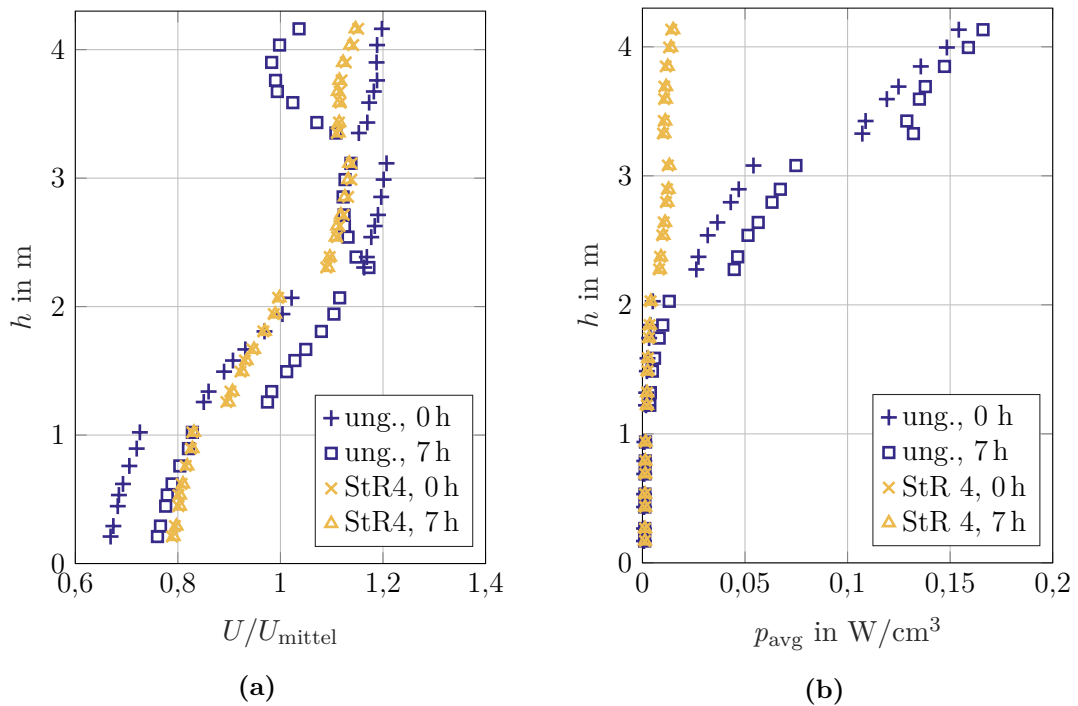 4
3
2
1
0
h in m
0,6
0,8
1
1,2
1,4
U/U_mittel
ung., 0 h
ung., 7 h
StR4, 0 h
StR4, 7 h
(a)
4
3
2
1
0
h in m
0
0,05
0,1
0,15
0,2
p_avg in W/cm³
ung., 0 h
ung., 7 h
StR 4, 0 h
StR 4, 7 h
(b)